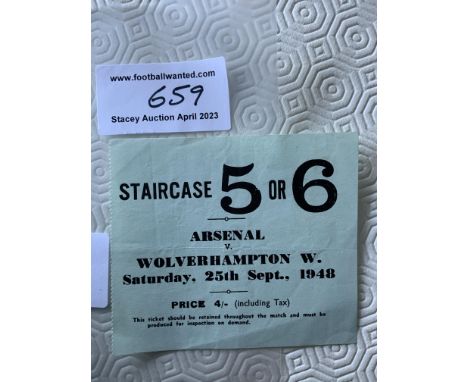 www.footballwanted.com
659
Stacey Auction April 2023
STAIRCASE 5 OR 6
ARSENAL
v.
WOLVERHAMPTON W.
Saturday, 25th Sept., 1948
PRICE 4/- (including Tax)
This ticket should be retained throughout the match and must be
produced for inspection on demand.